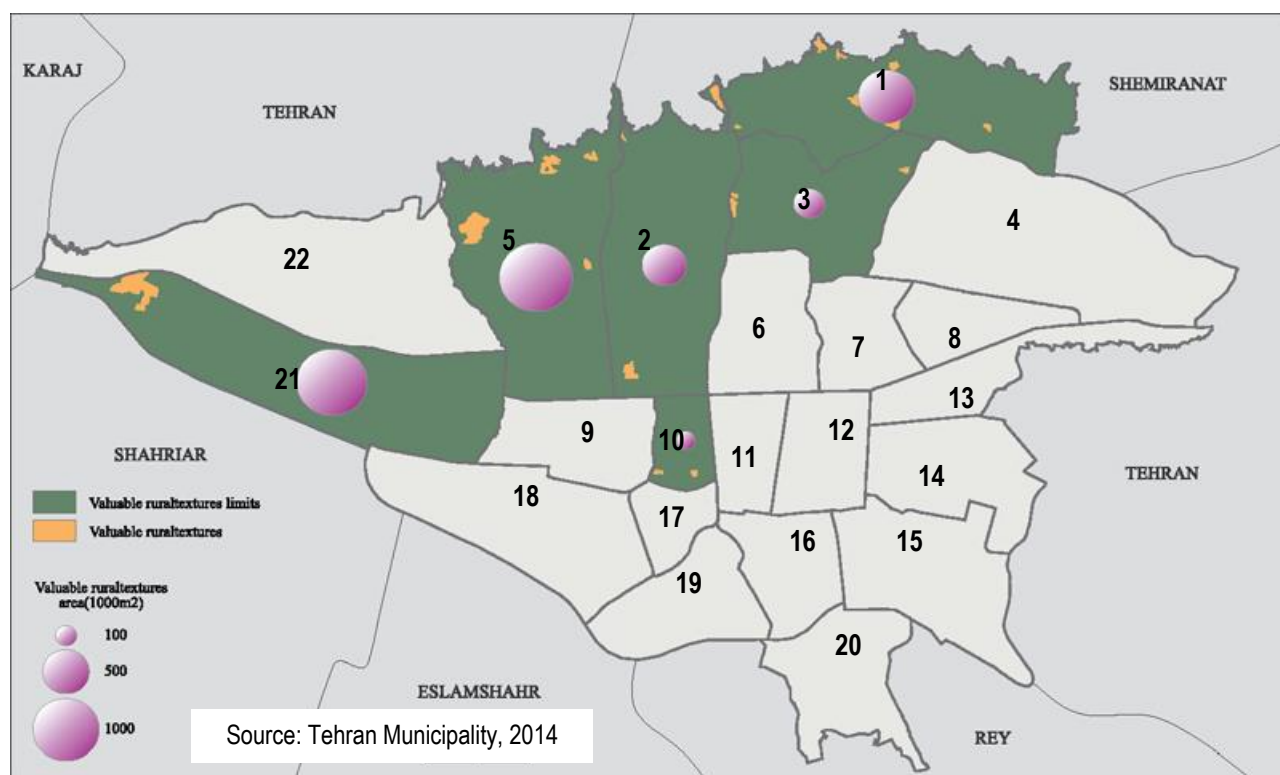 KARAJ
TEHRAN
SHEMIRANAT
1
3
4
5
2
22
6
7
8
21
13
9
10
11
12
SHAHRIAR
14
TEHRAN
18
17
16
15
19
20
Valuable ruraltextures limits
Valuable ruraltextures
Valuable ruraltextures
area(1000m2)
100
500
1000
ESLAMSHAHR
REY
Source: Tehran Municipality, 2014